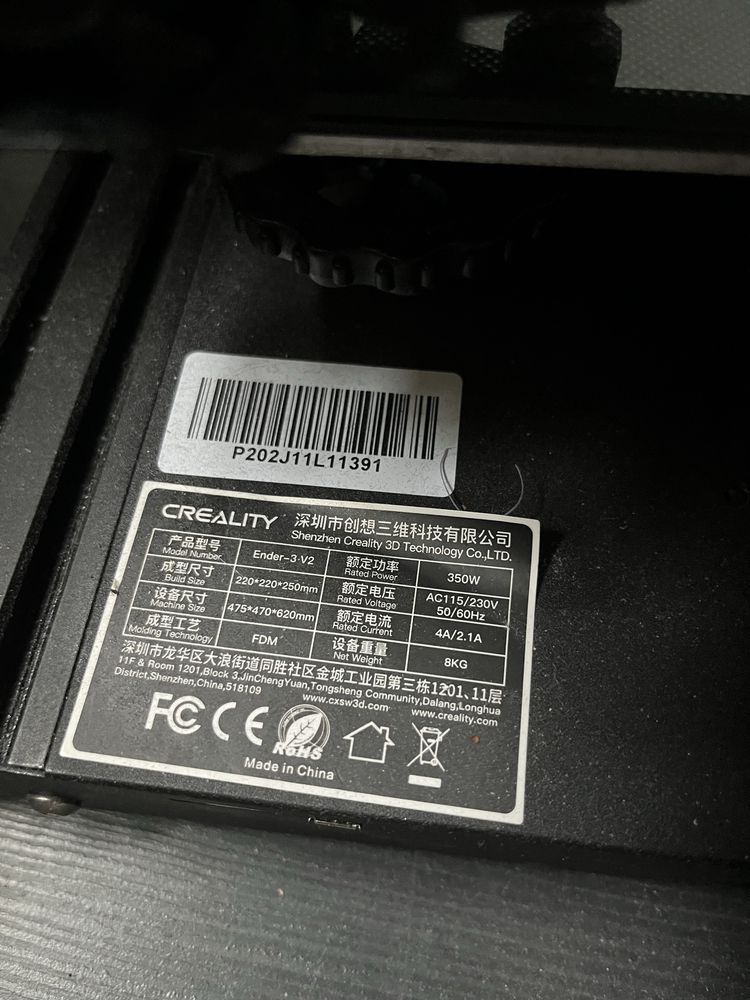 P202J11L11391
CREALITY 深圳市创想三维科技有限公司
Shenzhen Creality 3D Technology Co.,LTD.
产品型号 Ender-3 V2 额定功率 350W
Model Number Rated Power
成型尺寸 220*220*250mm 额定电压 AC115/230V
Build Size Rated Voltage 50/60Hz
设备尺寸 475*470*620mm 额定电流 4A/2.1A
Machine Size Rated Current
成型工艺 FDM 设备重量 8KG
Molding Technology Net Weight
深圳市龙华区大浪街道同胜社区金城工业园第三栋1201、11层
11F & Room 1201,Block 3,JinChengYuan,Tongsheng Community,Dalang,Longhua
District,Shenzhen,China,518109
www.cxsw3d.com www.creality.com
FC CE RoHS
Made in China